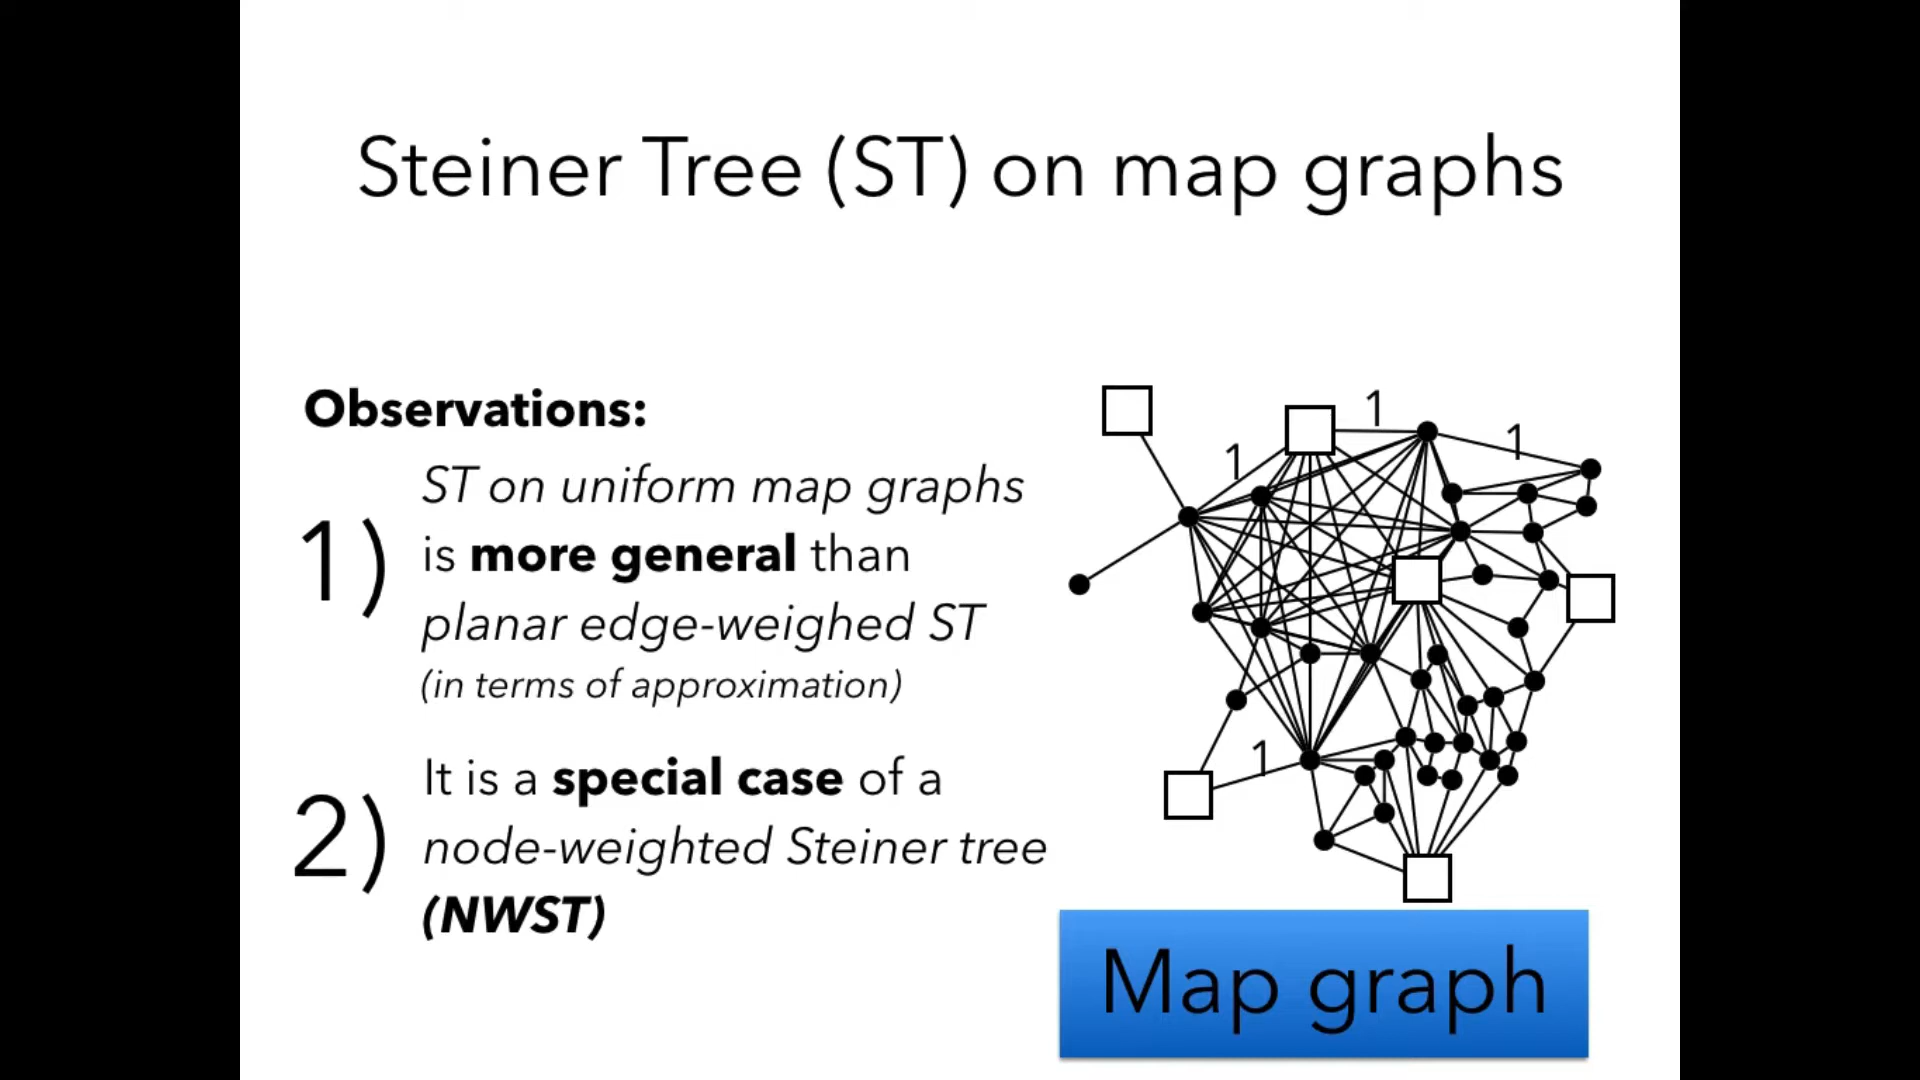 Steiner Tree (ST) on map graphs
Observations:
1)
ST on uniform map graphs
is more general than
planar edge-weighed ST
(in terms of approximation)
2)
It is a special case of a
node-weighted Steiner tree
(NWST)
1
1
1
1
Map graph